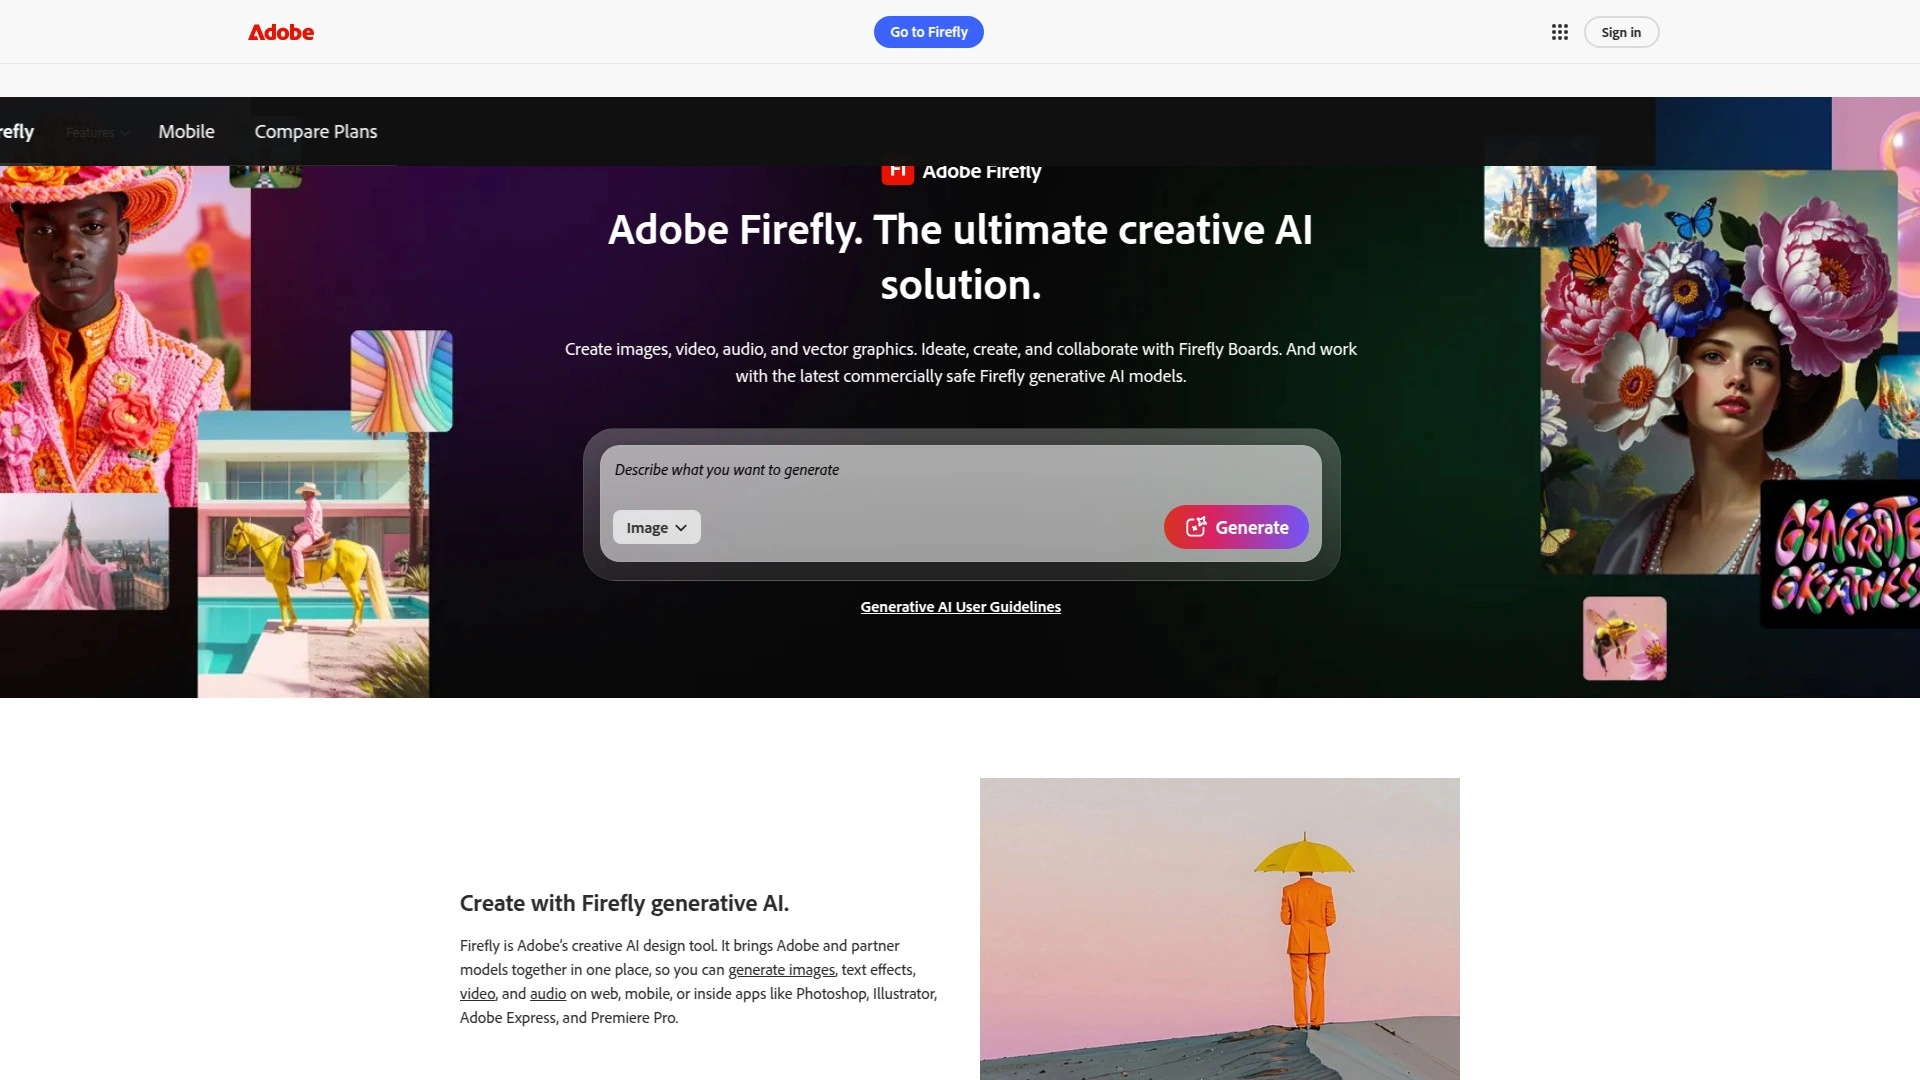 Adobe
Go to Firefly
Sign in
refly
Features
Mobile
Compare Plans
Adobe Firefly
Adobe Firefly. The ultimate creative AI
solution.
Create images, video, audio, and vector graphics. Ideate, create, and collaborate with Firefly Boards. And work
with the latest commercially safe Firefly generative AI models.
Describe what you want to generate
Image
Generate
Generative AI User Guidelines
GENERATE
GREATNESS
Create with Firefly generative AI.
Firefly is Adobe's creative AI design tool. It brings Adobe and partner
models together in one place, so you can generate images, text effects,
video, and audio on web, mobile, or inside apps like Photoshop, Illustrator,
Adobe Express, and Premiere Pro.